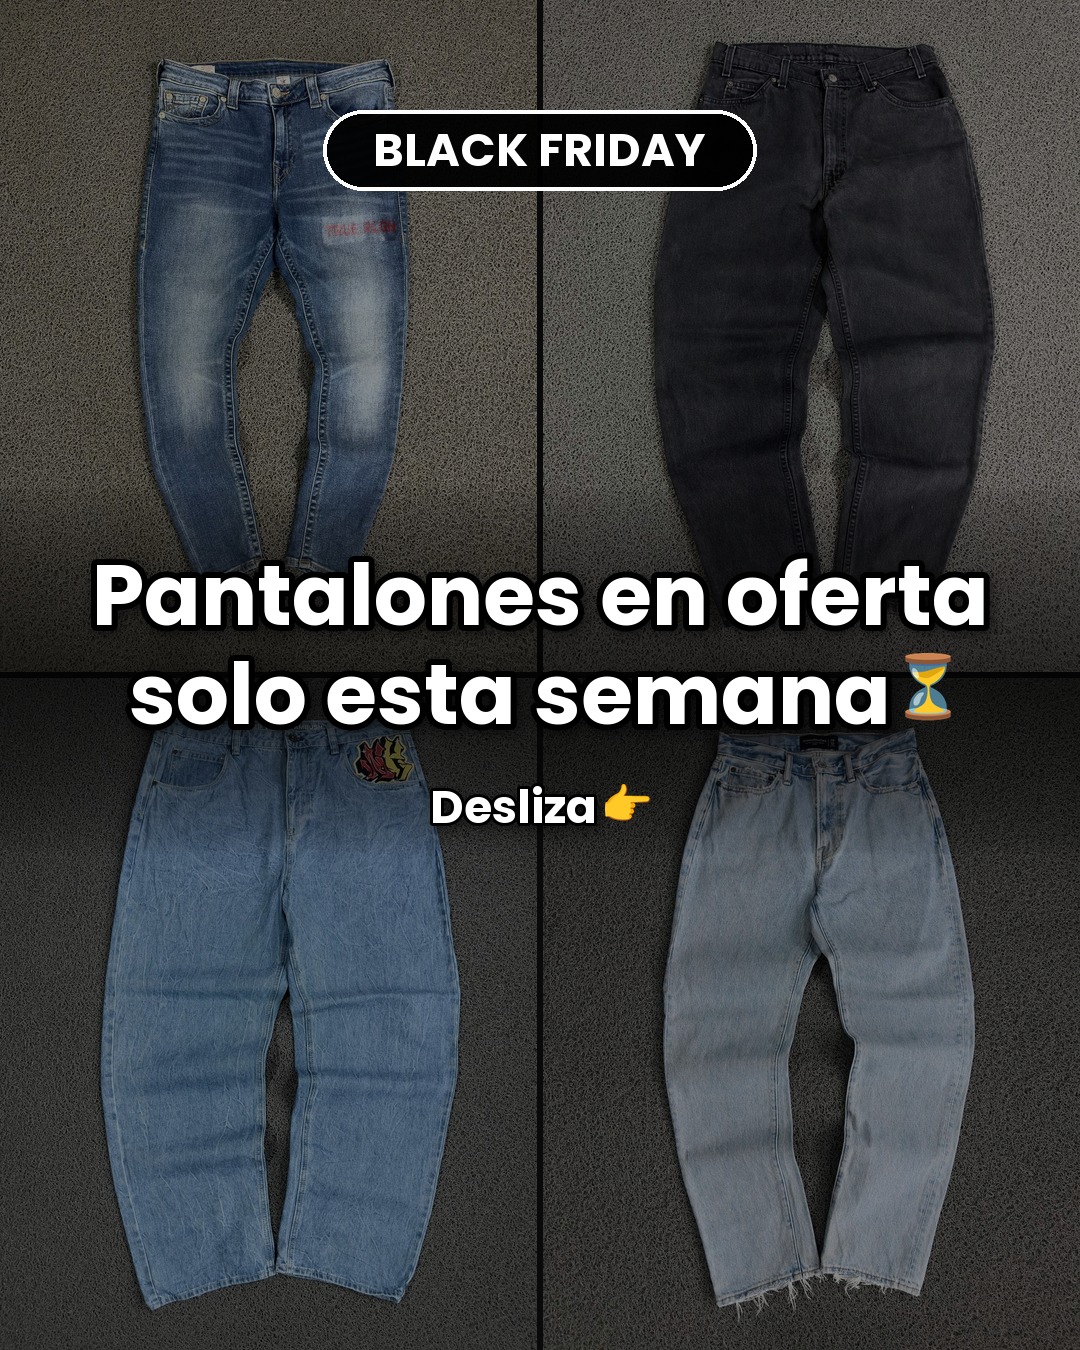 BLACK FRIDAY
Pantalones en oferta
solo esta semana⏳
Desliza👉